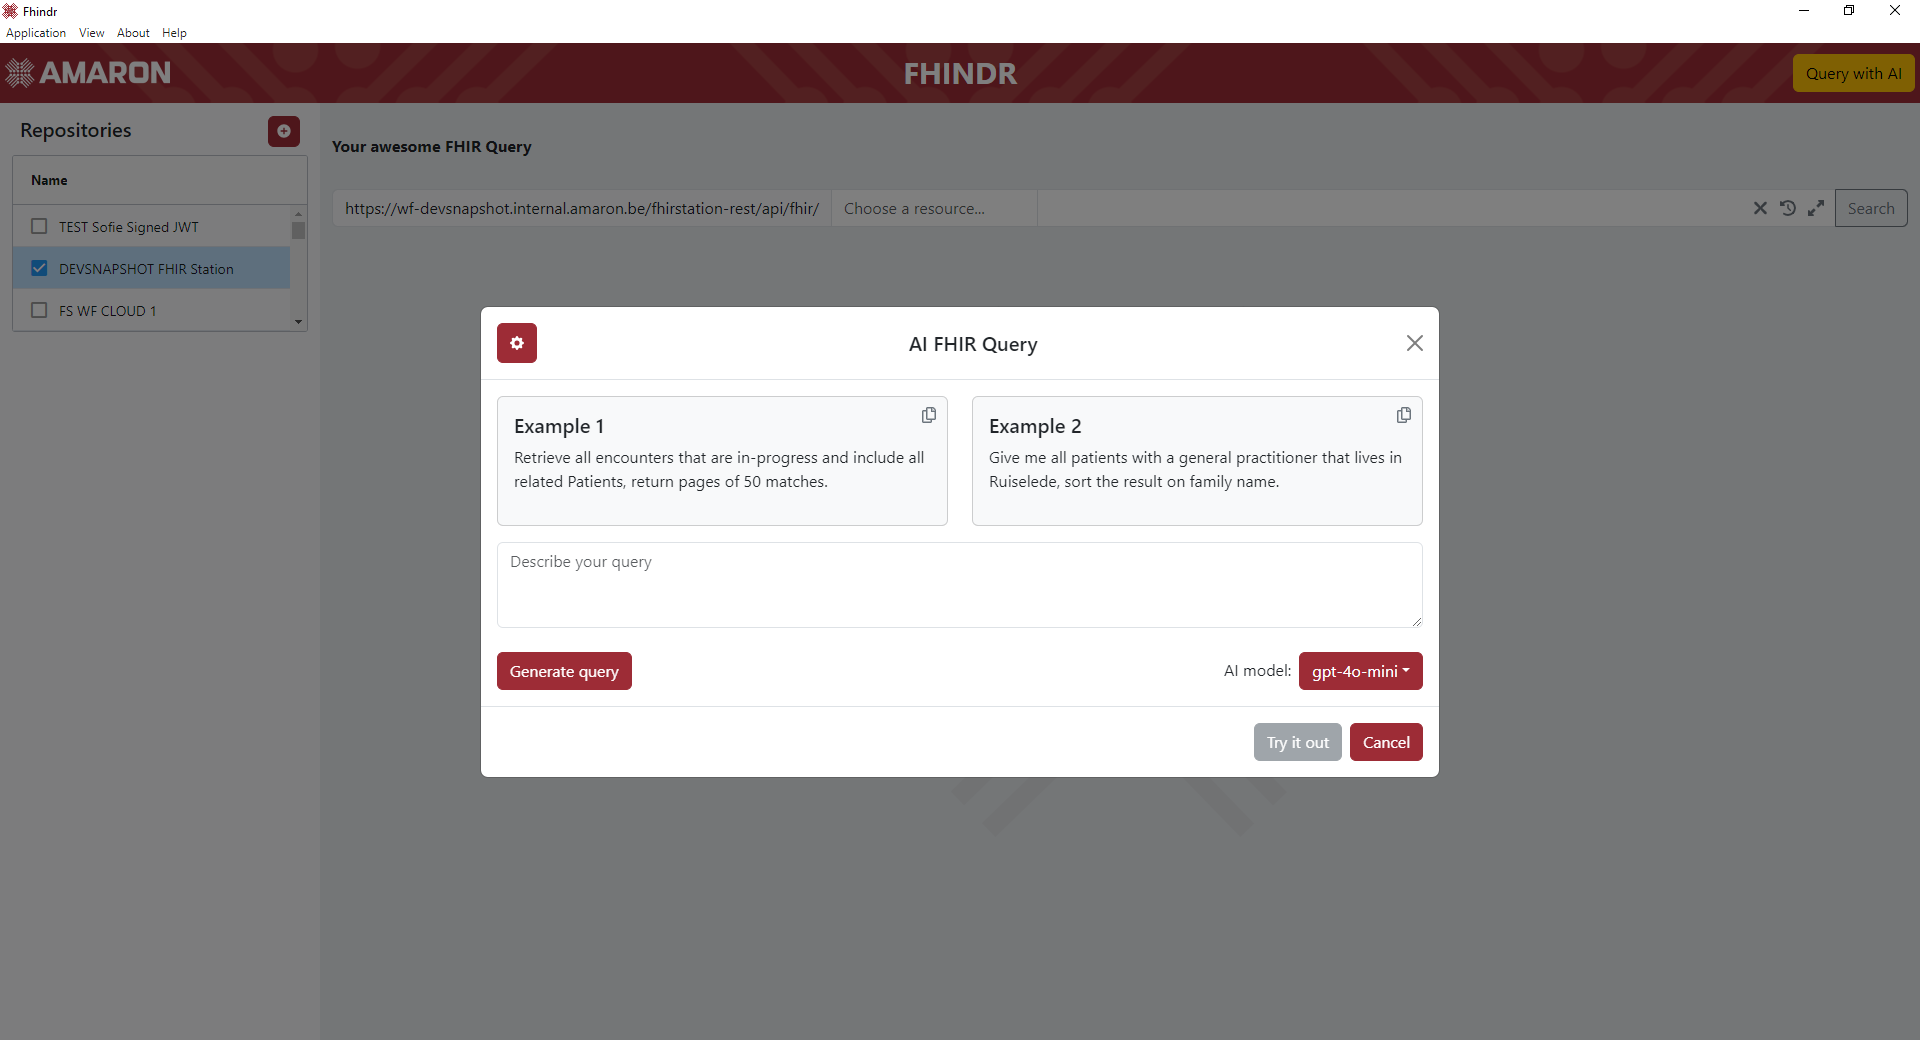 Fhindr
Application View About Help
AMARON
FHINDR
Query with AI
Repositories
Name
TEST Sofie Signed JWT
DEVSNAPSHOT FHIR Station
FS WF CLOUD 1
Your awesome FHIR Query
https://wf-devsnapshot.internal.amaron.be/fhirstation-rest/api/fhir/ Choose a resource... Search
AI FHIR Query
Example 1
Retrieve all encounters that are in-progress and include all
related Patients, return pages of 50 matches.
Example 2
Give me all patients with a general practitioner that lives in
Ruiselede, sort the result on family name.
Describe your query
Generate query
AI model: gpt-4o-mini
Try it out Cancel